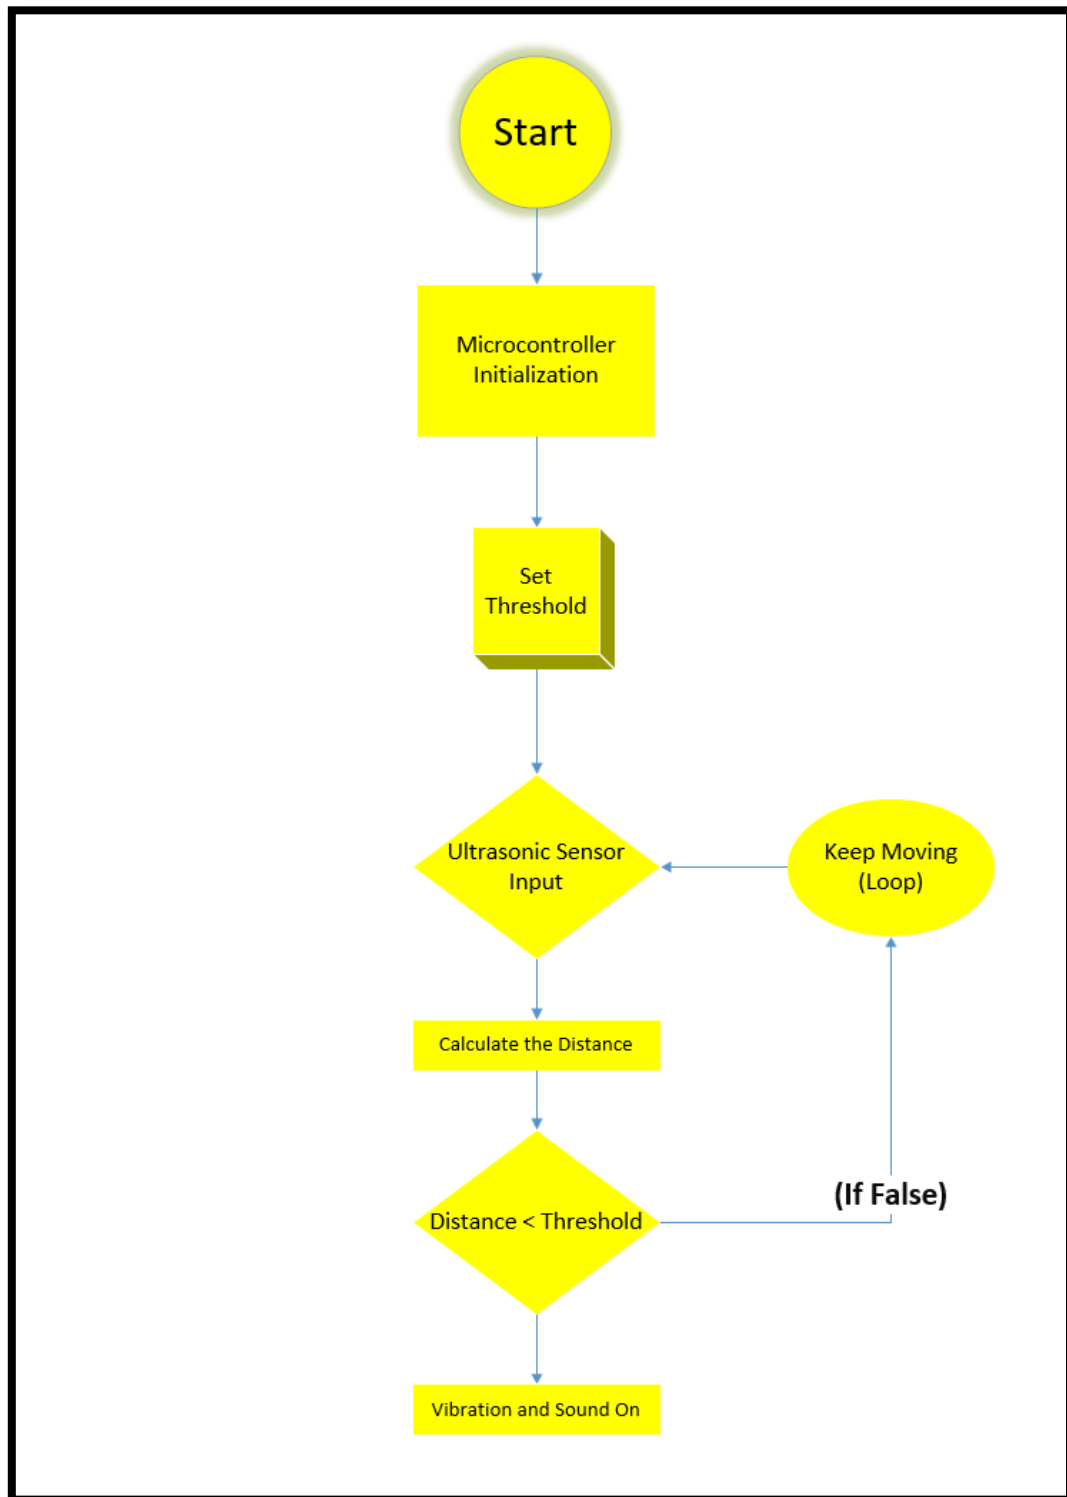 Start
Microcontroller
Initialization
Set
Threshold
Ultrasonic Sensor
Input
Keep Moving
(Loop)
Calculate the Distance
Distance < Threshold
(If False)
Vibration and Sound On